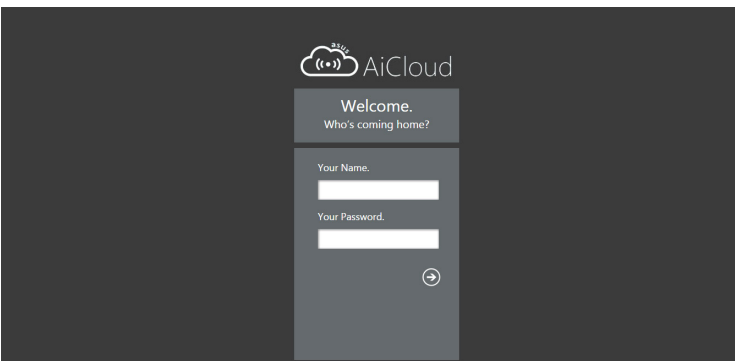 asus
AiCloud
Welcome.
Who's coming home?
Your Name.
Your Password.